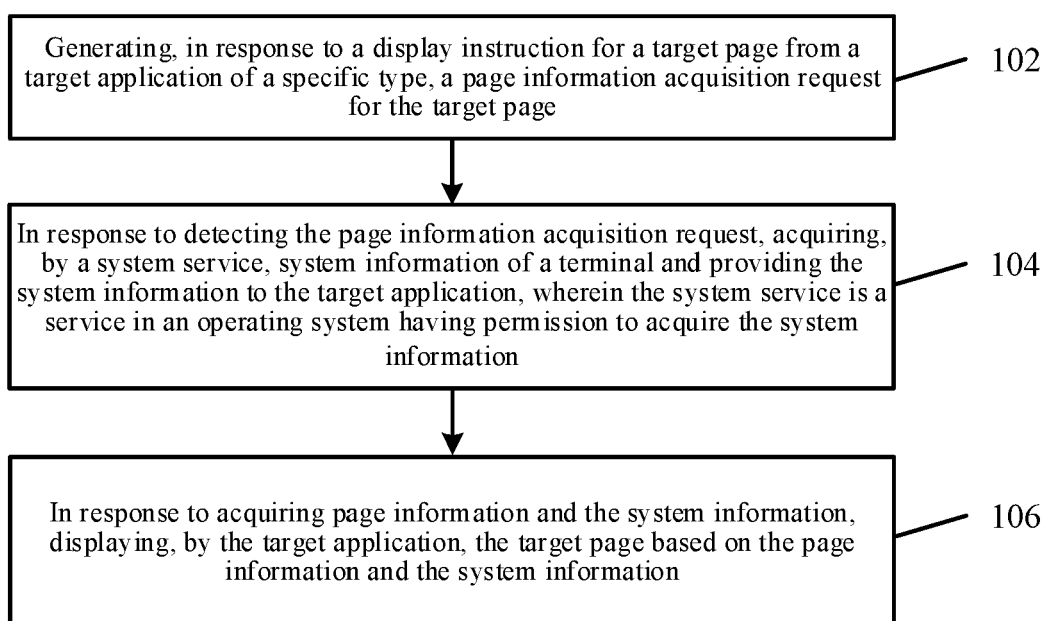 Generating, in response to a display instruction for a target page from a
target application of a specific type, a page information acquisition request
for the target page
102
In response to detecting the page information acquisition request, acquiring,
by a system service, system information of a terminal and providing the
system information to the target application, wherein the system service is a
service in an operating system having permission to acquire the system
information
104
In response to acquiring page information and the system information,
displaying, by the target application, the target page based on the page
information and the system information
106